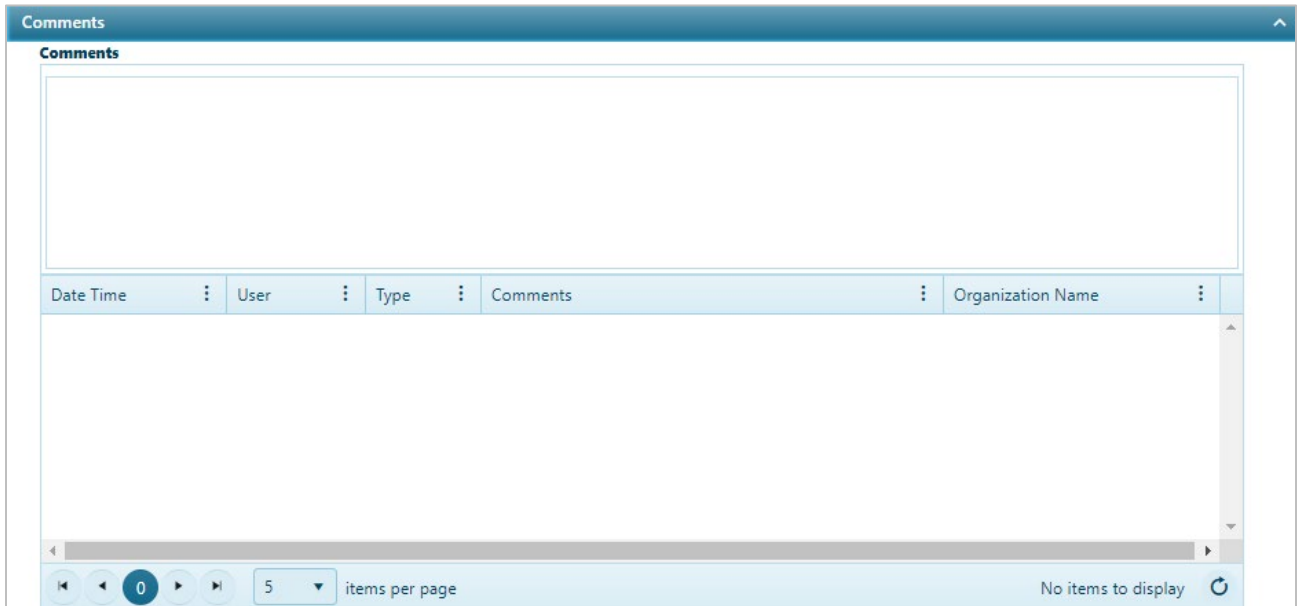 Comments
Comments
Date Time User Type Comments Organization Name
0 5 items per page No items to display